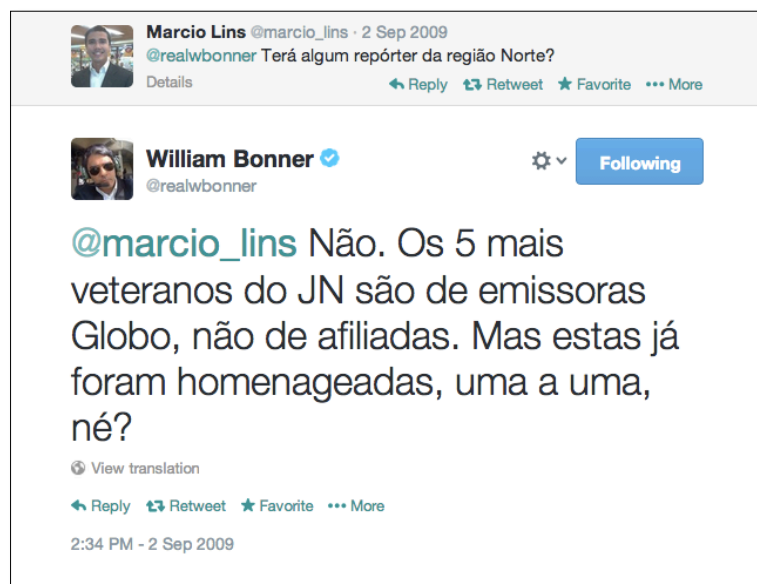 Marcio Lins @marcio_lins · 2 Sep 2009
@realwbonner Terá algum repórter da região Norte?
Details Reply Retweet Favorite More
William Bonner
Following
@realwbonner
@marcio_lins Não. Os 5 mais
veteranos do JN são de emissoras
Globo, não de afiliadas. Mas estas já
foram homenageadas, uma a uma,
né?
View translation
Reply Retweet Favorite More
2:34 PM - 2 Sep 2009